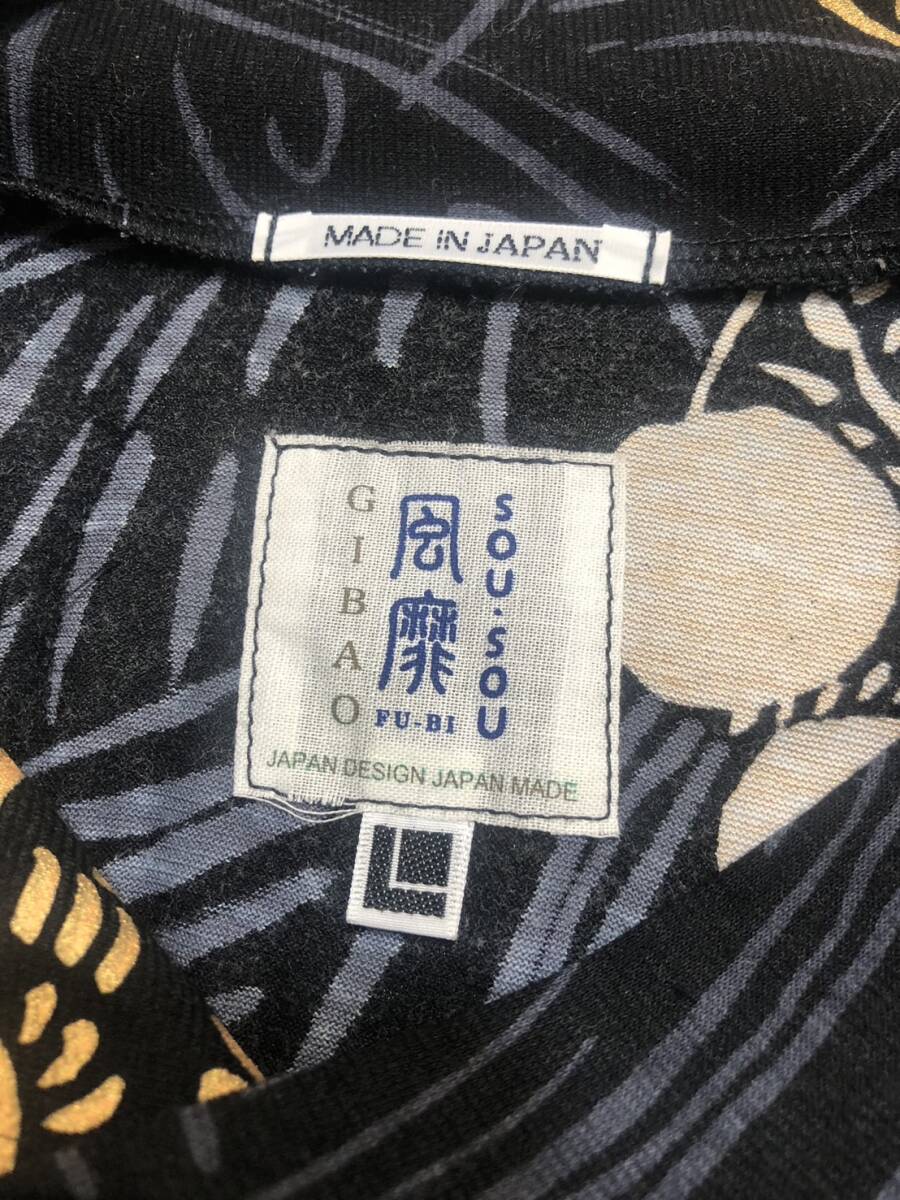 MADE IN JAPAN
SOU・SOU
風靡
FU-BI
GIBAO
JAPAN DESIGN JAPAN MADE
L